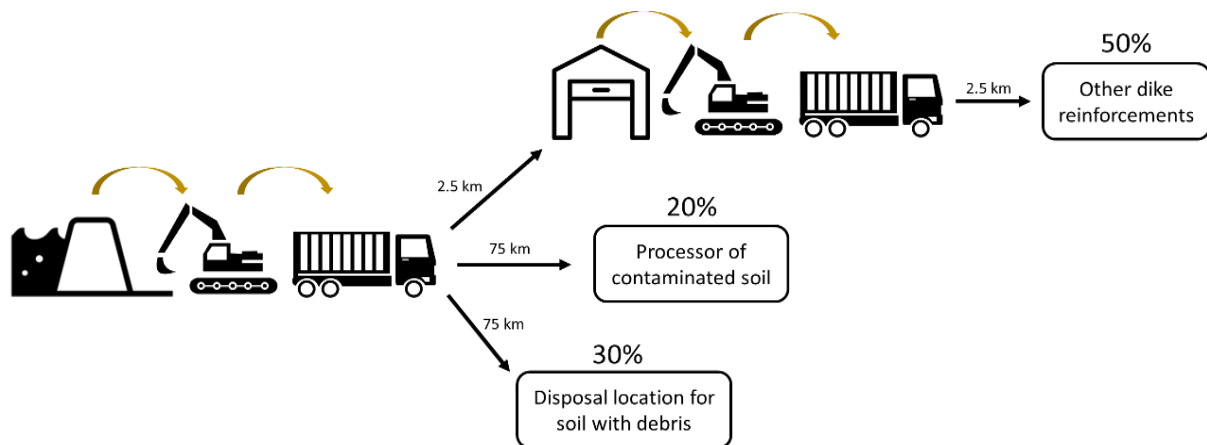 50%
Other dike
reinforcements
2.5 km
2.5 km
20%
Processor of
contaminated soil
75 km
75 km
30%
Disposal location for
soil with debris